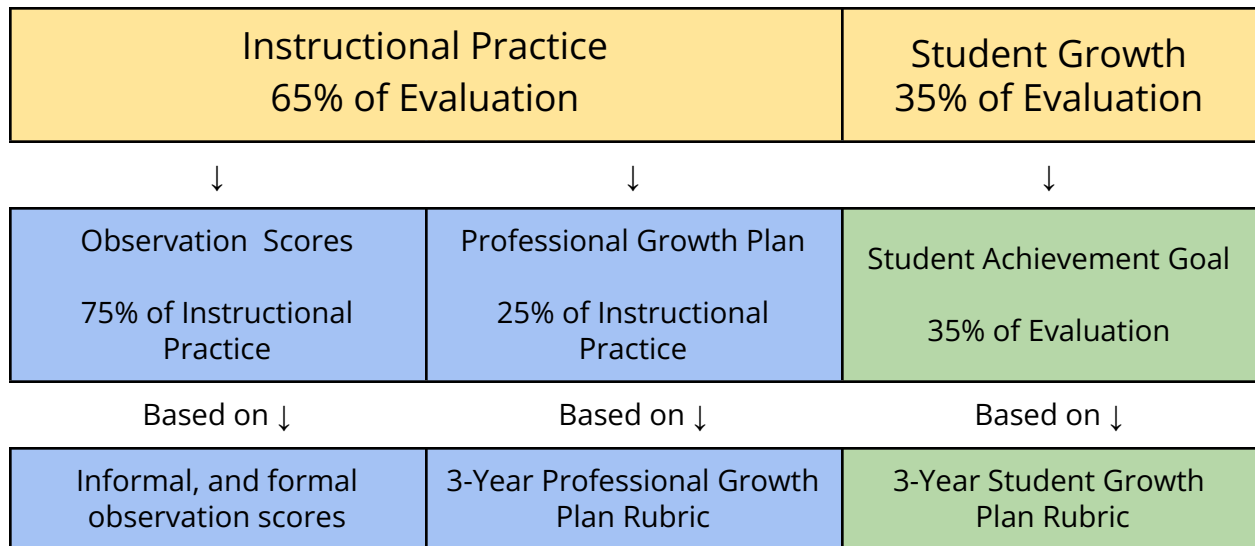 Instructional Practice
65% of Evaluation
Student Growth
35% of Evaluation
↓
↓
↓
Observation Scores
75% of Instructional
Practice
Professional Growth Plan
25% of Instructional
Practice
Student Achievement Goal
35% of Evaluation
Based on ↓
Based on ↓
Based on ↓
Informal, and formal
observation scores
3-Year Professional Growth
Plan Rubric
3-Year Student Growth
Plan Rubric